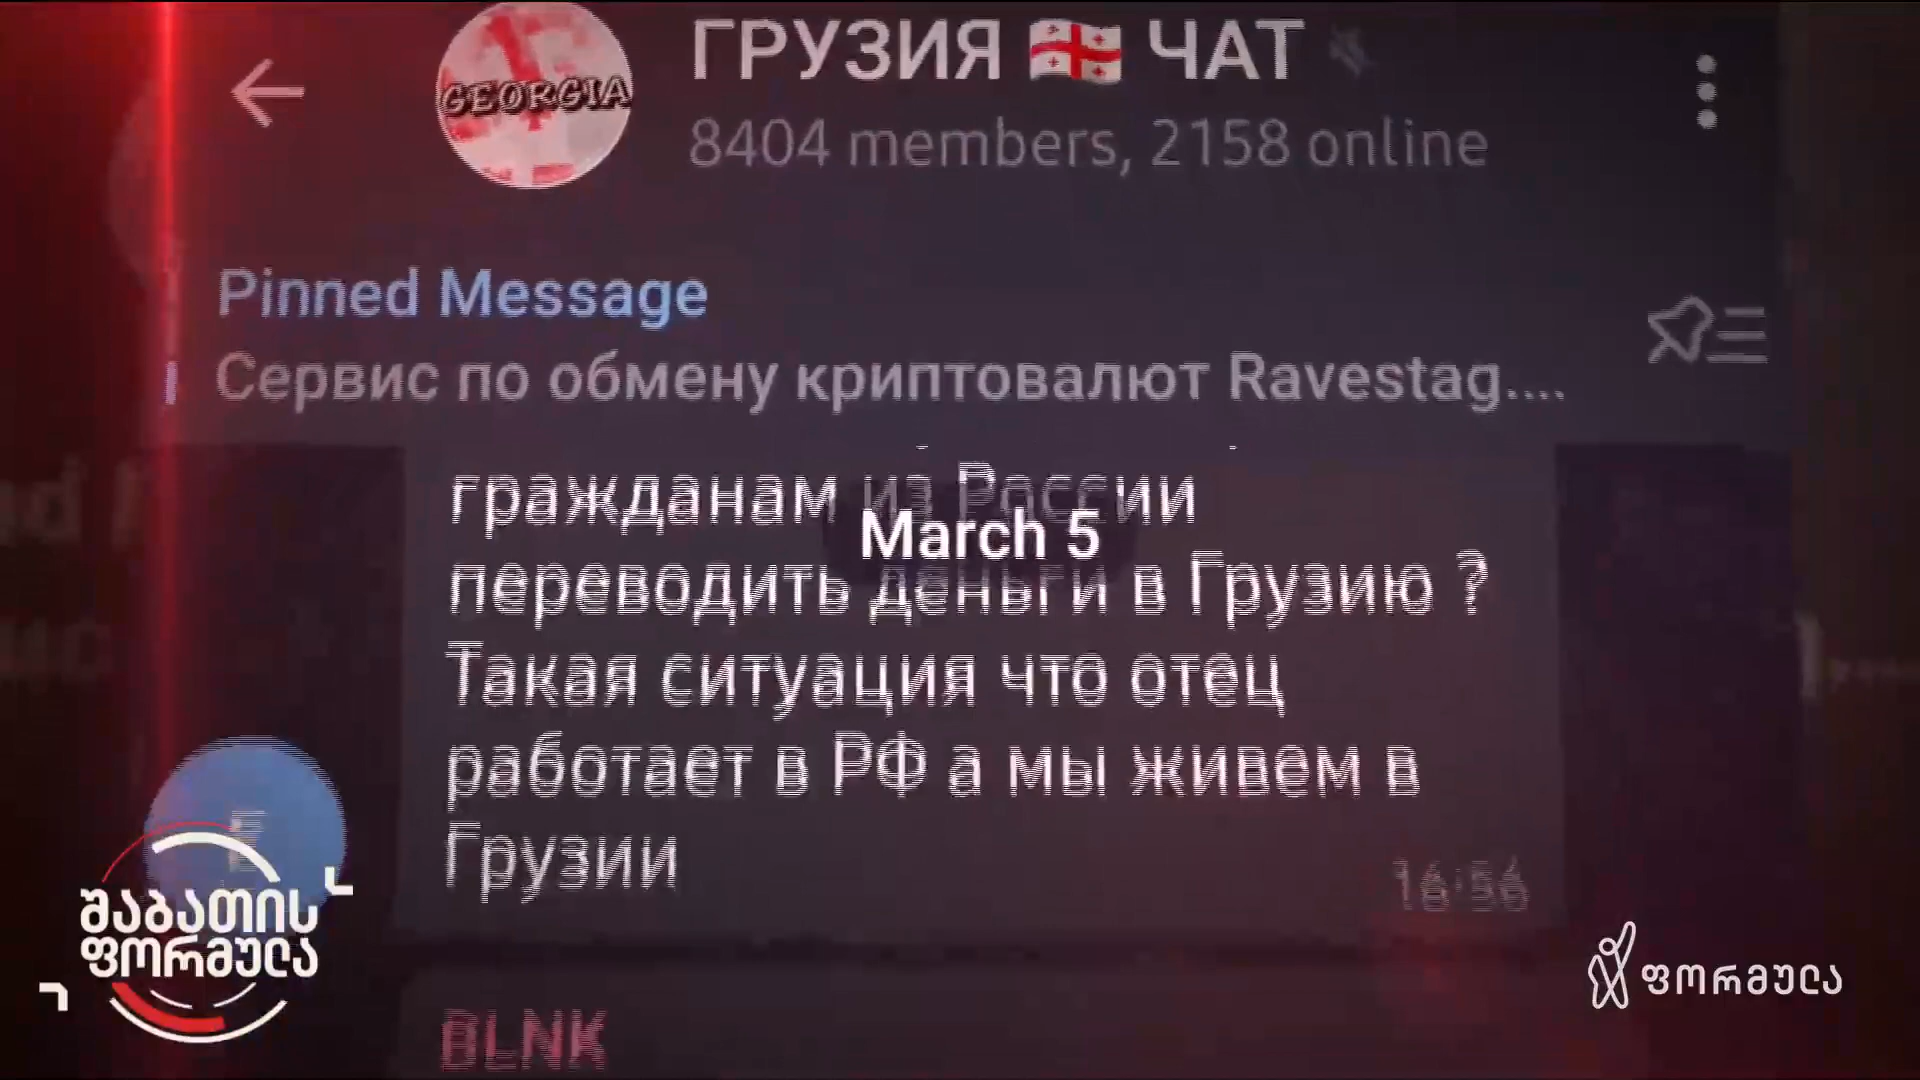 ГРУЗИЯ 🇬🇪 ЧАТ
GEORGIA
8404 members, 2158 online
Pinned Message
Сервис по обмену криптовалют Ravestag....
гражданам из России
March 5
переводить деньги в Грузию ?
Такая ситуация что отец
работает в РФ а мы живем в
Грузии
16:56
შაბათის
ფორმულა
ფორმულა
BLNK